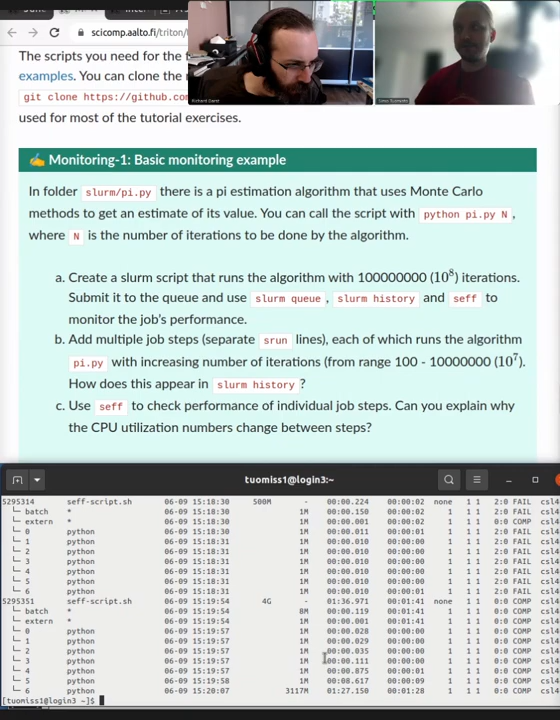 scicomp.aalto.fi/triton/
The scripts you need for the
examples. You can clone the
git clone https://github.com
used for most of the tutorial exercises.
Richard Darst
Simo Tuomisto
✍ Monitoring-1: Basic monitoring example
In folder slurm/pi.py there is a pi estimation algorithm that uses Monte Carlo
methods to get an estimate of its value. You can call the script with python pi.py N ,
where N is the number of iterations to be done by the algorithm.
a. Create a slurm script that runs the algorithm with 100000000 (10⁸) iterations.
Submit it to the queue and use slurm queue , slurm history and seff to
monitor the job's performance.
b. Add multiple job steps (separate srun lines), each of which runs the algorithm
pi.py with increasing number of iterations (from range 100 - 10000000 (10⁷).
How does this appear in slurm history ?
c. Use seff to check performance of individual job steps. Can you explain why
the CPU utilization numbers change between steps?
tuomiss1@login3:~
5295314 seff-script.sh 06-09 15:18:30 500M - 00:00.224 00:00:02 none 1 1 2:0 FAIL csl4
└─ batch * 06-09 15:18:30 1M 00:00.150 00:00:02 1 1 1 2:0 FAIL csl4
└─ extern * 06-09 15:18:30 1M 00:00.001 00:00:02 1 1 1 0:0 COMP csl4
└─ 0 python 06-09 15:18:30 1M 00:00.011 00:00:01 1 1 1 2:0 FAIL csl4
└─ 1 python 06-09 15:18:31 1M 00:00.010 00:00:00 1 1 1 2:0 FAIL csl4
└─ 2 python 06-09 15:18:31 1M 00:00.010 00:00:00 1 1 1 2:0 FAIL csl4
└─ 3 python 06-09 15:18:31 1M 00:00.010 00:00:00 1 1 1 2:0 FAIL csl4
└─ 4 python 06-09 15:18:31 1M 00:00.010 00:00:00 1 1 1 2:0 FAIL csl4
└─ 5 python 06-09 15:18:31 1M 00:00.010 00:00:00 1 1 1 2:0 FAIL csl4
└─ 6 python 06-09 15:18:31 1M 00:00.010 00:00:01 1 1 1 2:0 FAIL csl4
5295351 seff-script.sh 06-09 15:19:54 4G - 01:36.971 00:01:41 none 1 1 0:0 COMP csl4
└─ batch * 06-09 15:19:54 8M 00:00.119 00:01:41 1 1 1 0:0 COMP csl4
└─ extern * 06-09 15:19:54 1M 00:00.001 00:01:41 1 1 1 0:0 COMP csl4
└─ 0 python 06-09 15:19:57 1M 00:00.028 00:00:00 1 1 1 0:0 COMP csl4
└─ 1 python 06-09 15:19:57 1M 00:00.029 00:00:00 1 1 1 0:0 COMP csl4
└─ 2 python 06-09 15:19:57 1M 00:00.035 00:00:00 1 1 1 0:0 COMP csl4
└─ 3 python 06-09 15:19:57 1M 00:00.111 00:00:00 1 1 1 0:0 COMP csl4
└─ 4 python 06-09 15:19:57 1M 00:00.875 00:00:01 1 1 1 0:0 COMP csl4
└─ 5 python 06-09 15:19:58 1M 00:08.617 00:00:09 1 1 1 0:0 COMP csl4
└─ 6 python 06-09 15:20:07 3117M 01:27.150 00:01:28 1 1 1 0:0 COMP csl4
[tuomiss1@login3 ~]$